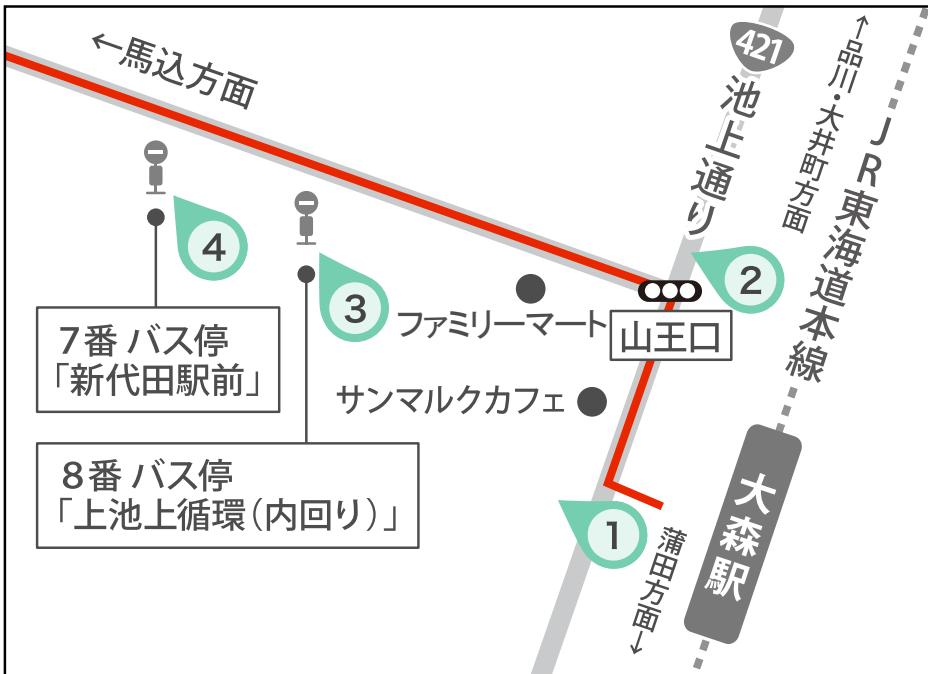 ←馬込方面
421
池上通り
↑品川・大井町方面
JR東海道本線
4
3
2
ファミリーマート
山王口
7番 バス停
「新代田駅前」
サンマルクカフェ
8番 バス停
「上池上循環(内回り)」
1
大森駅
蒲田方面↓